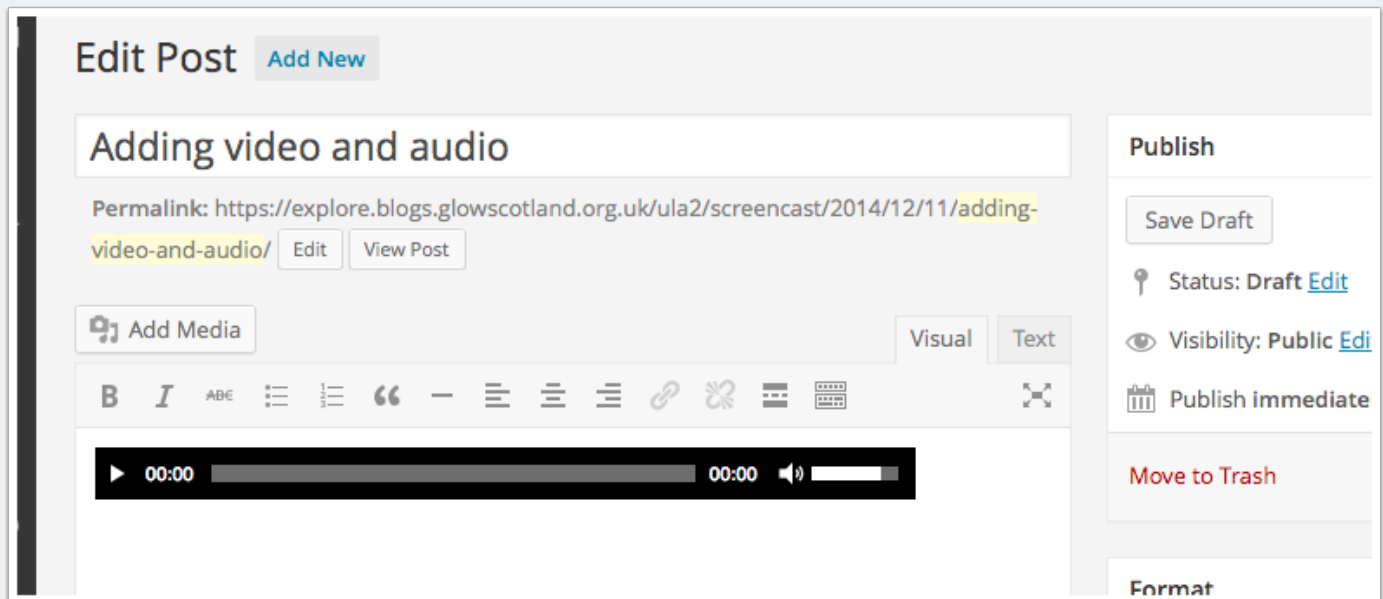 Edit Post Add New
Adding video and audio
Permalink: https://explore.blogs.glowscotland.org.uk/ula2/screencast/2014/12/11/adding-
video-and-audio/ Edit View Post
Add Media
Visual Text
B I ABC
00:00 00:00
Publish
Save Draft
Status: Draft Edit
Visibility: Public Edi
Publish immediate
Move to Trash
Format